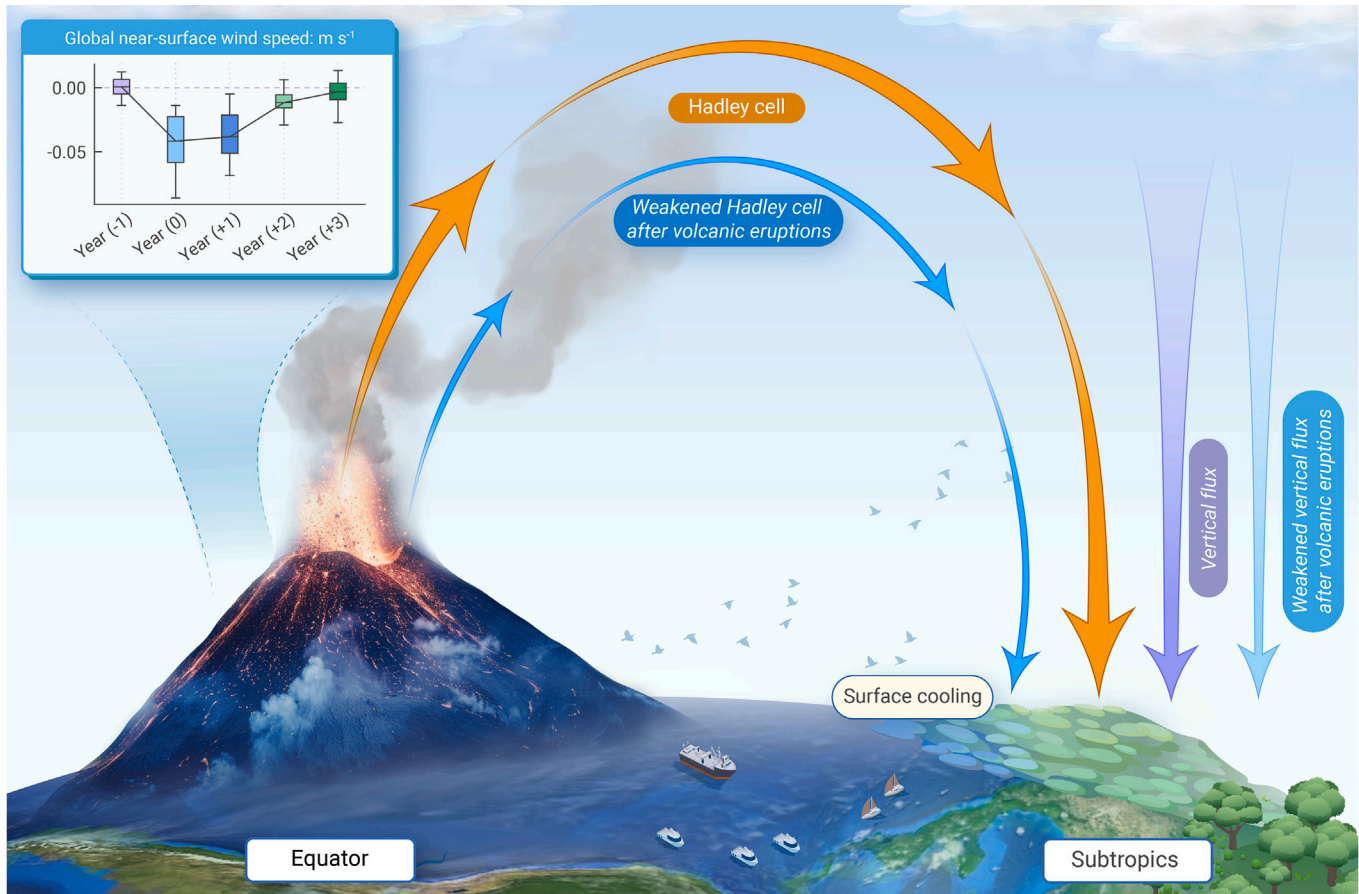 Global near-surface wind speed: m s⁻¹
0.00
-0.05
Year (-1)
Year (0)
Year (+1)
Year (+2)
Year (+3)
Hadley cell
Weakened Hadley cell
after volcanic eruptions
Vertical flux
Weakened vertical flux
after volcanic eruptions
Surface cooling
Equator
Subtropics